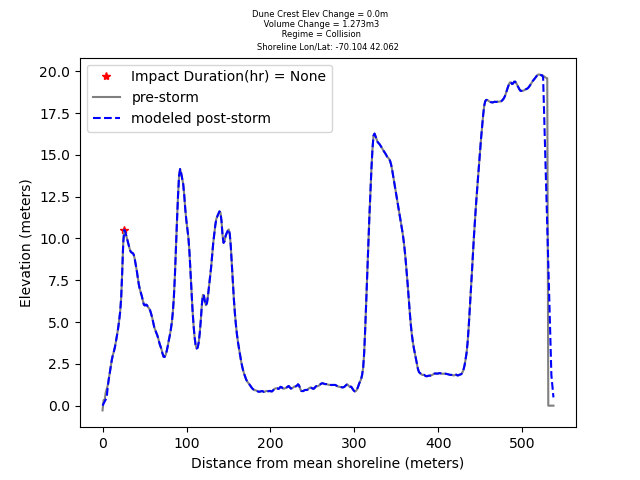 Dune Crest Elev Change = 0.0m
Volume Change = 1.273m3
Regime = Collision
Shoreline Lon/Lat: -70.104 42.062
Impact Duration(hr) = None
pre-storm
modeled post-storm
20.0
17.5
15.0
12.5
10.0
7.5
5.0
2.5
0.0
Elevation (meters)
0 100 200 300 400 500
Distance from mean shoreline (meters)